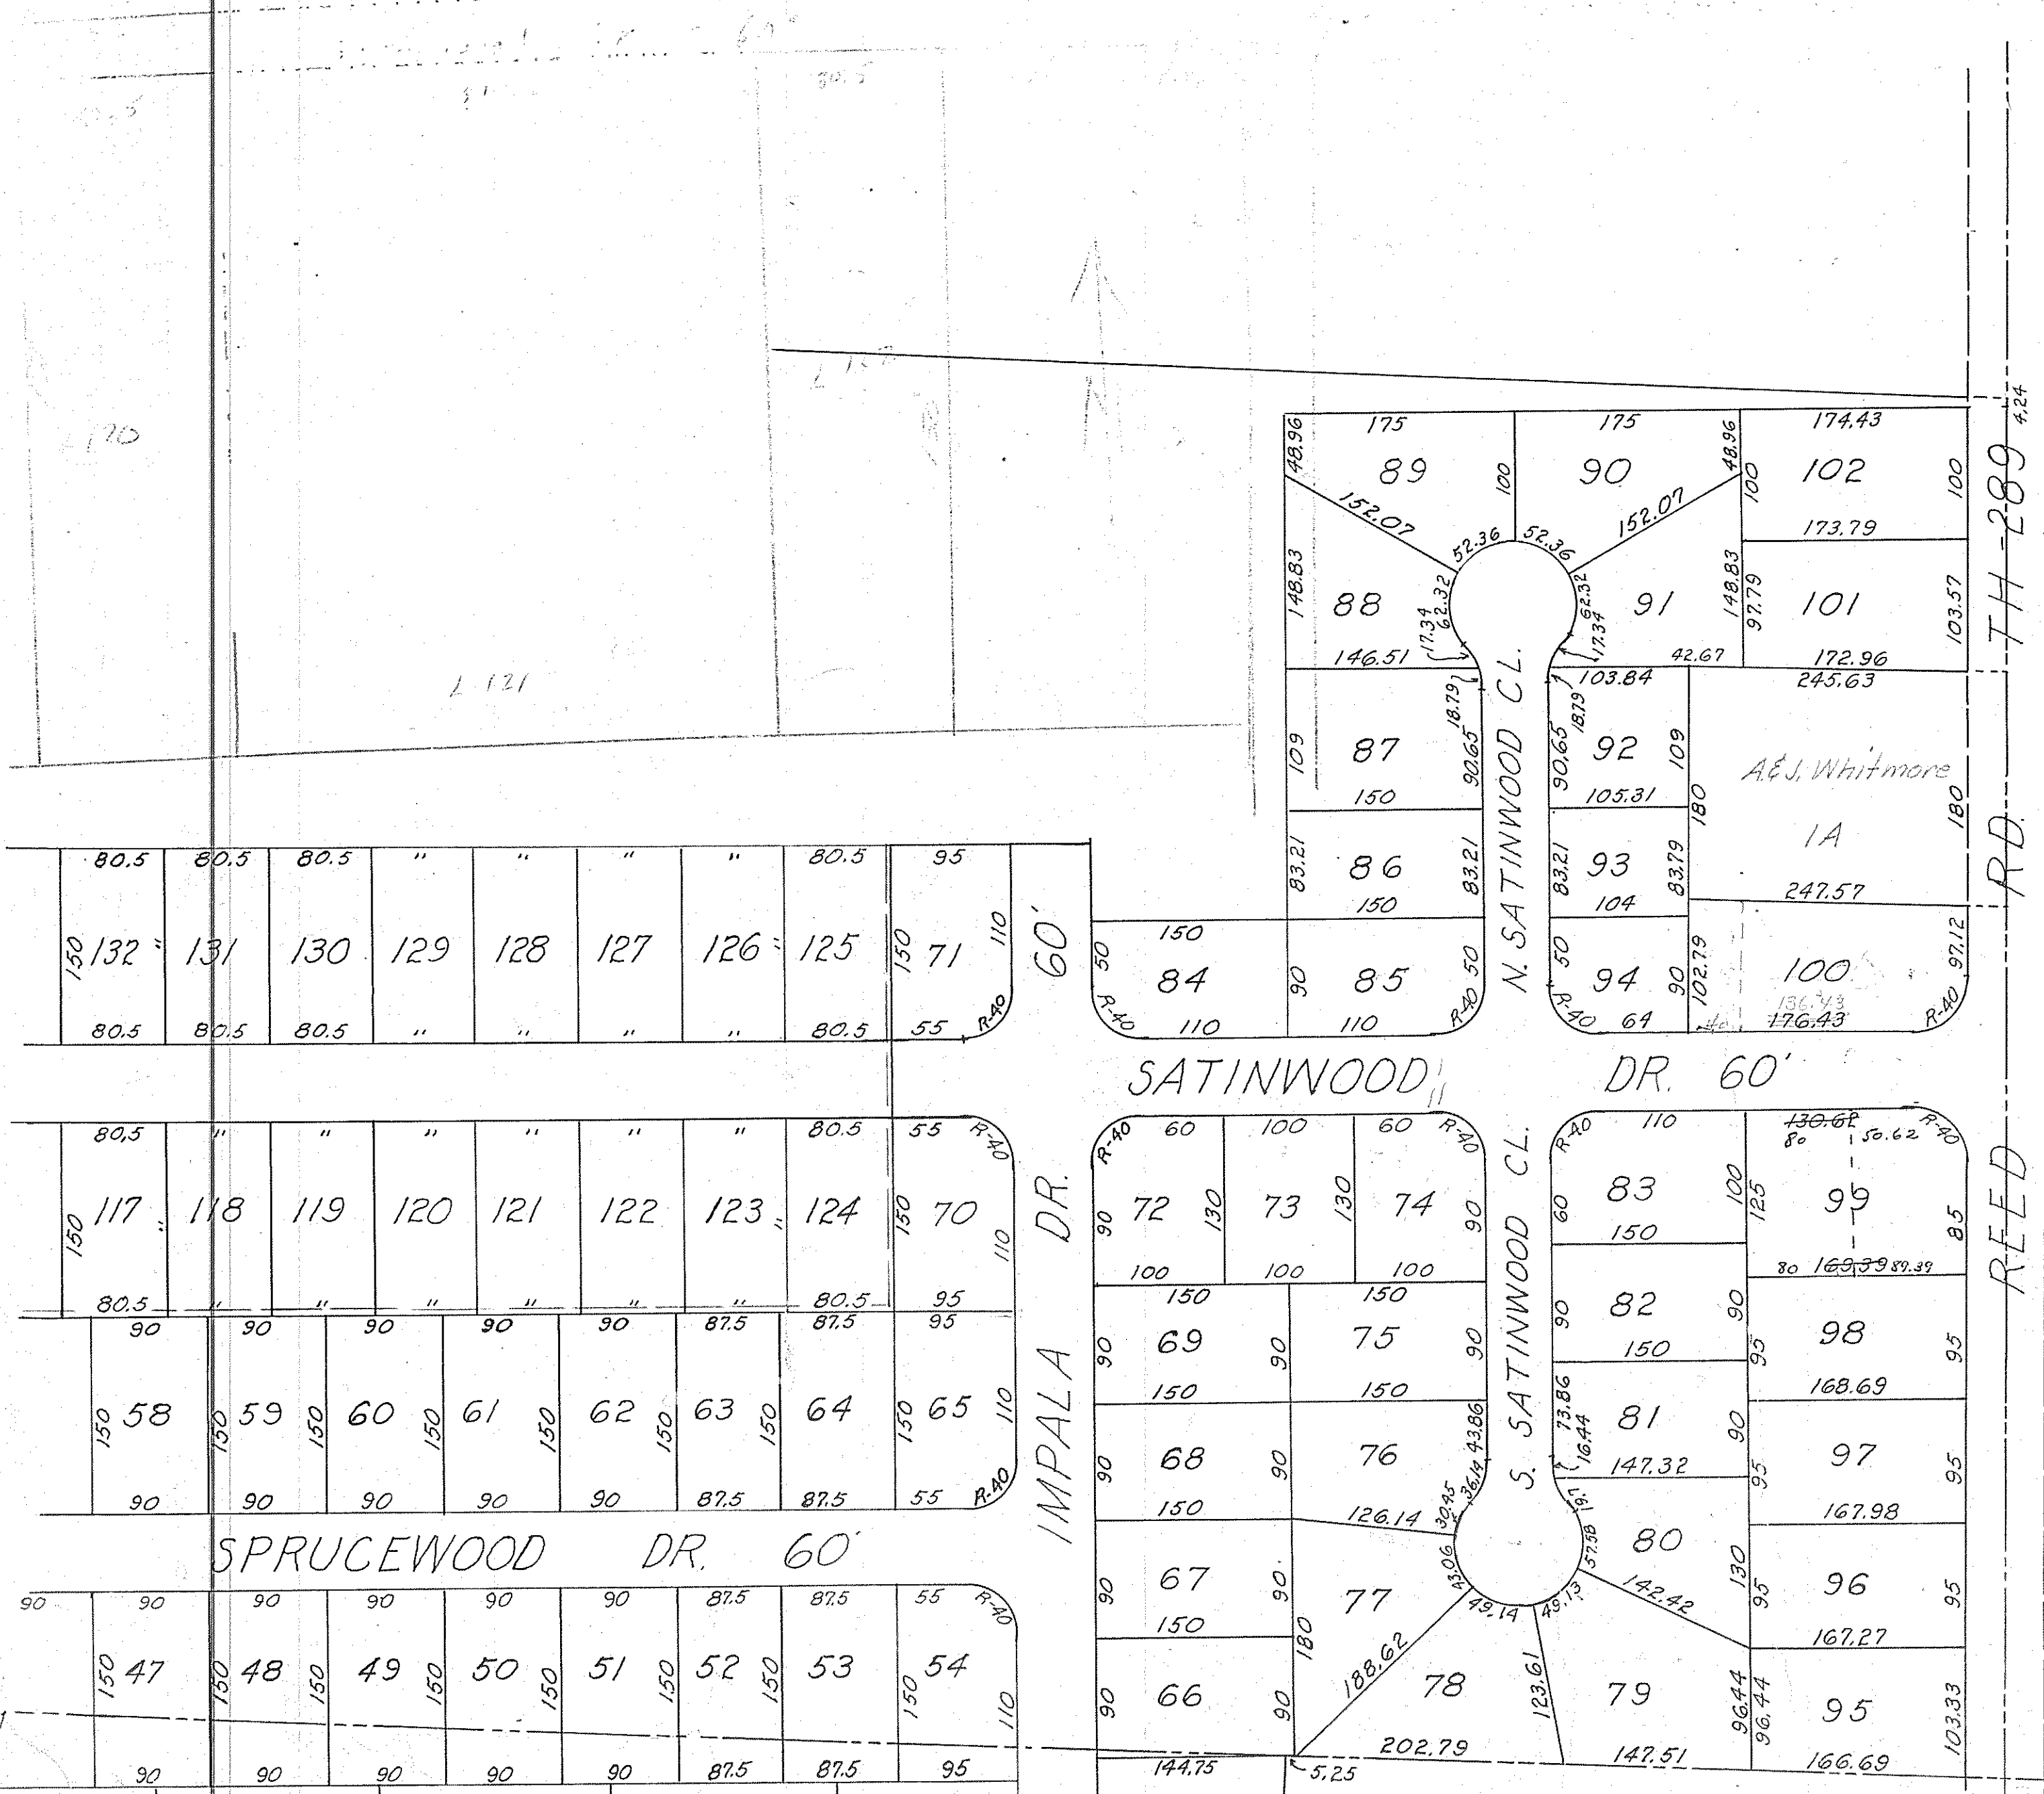 80.5
L 120
L 121
N
175 175 174.43 4.24
48.96 89 100 90 48.96 100 102 100
152.07 152.07 173.79
52.36 52.36
148.83 88 17.34 62.32 62.32 17.34 91 148.83 97.79 101 103.57
146.51 42.67 172.96
18.79 18.79 103.84 245.63
109 87 90.65 90.65 92 109 A&J. Whitmore
150 105.31 180 1A 180
83.21 86 83.21 83.21 93 83.79
150 104 247.57
N. SATINWOOD CL.
80.5 80.5 80.5 " " " " 80.5 95
150 132 " 131 130 129 128 127 126 " 125 150 71 110
80.5 80.5 80.5 " " " " 80.5 55 R-40
60'
150
50 84 90 85 50 50 94 90 102.79 100 97.12
R-40 110 110 R-40 R-40 64 40 136.43 176.43 R-40
SATINWOOD DR. 60'
80.5 " " " " " " 80.5 55 R-40
150 117 " 118 119 120 121 122 123 " 124 150 70 110
80.5 " " " " " " 80.5 95
R-40 60 100 60 R-40 R-40 110 130.62 80 50.62 R-40
90 72 130 73 130 74 90 60 83 100 125 99 85
100 100 100 150 80 169.39 89.39
90 90 90 90 90 87.5 87.5 95
150 58 150 59 150 60 150 61 150 62 150 63 150 64 150 65 110
90 90 90 90 90 87.5 87.5 55 R-40
IMPALA DR.
150 150
90 69 90 75 90 90 82 90 95 98 95
150 150 150 168.69
S. SATINWOOD CL.
90 68 90 76 36.14 43.86 73.86 16.44 81 90 95 97 95
150 126.14 30.45 147.32 167.98
SPRUCEWOOD DR. 60'
90 67 90 77 43.06 19.7 57.58 80 130 95 96 95
150 49.14 49.13 142.42 167.27
90 90 90 90 90 90 87.5 87.5 55 R-40
150 47 150 48 150 49 150 50 150 51 150 52 150 53 150 54 110
90 90 90 90 90 87.5 87.5 95
90 66 90 180 188.62 78 123.61 79 96.44 96.44 95 103.33
144.75 5.25 202.79 147.51 166.69
REED RD. TH-289